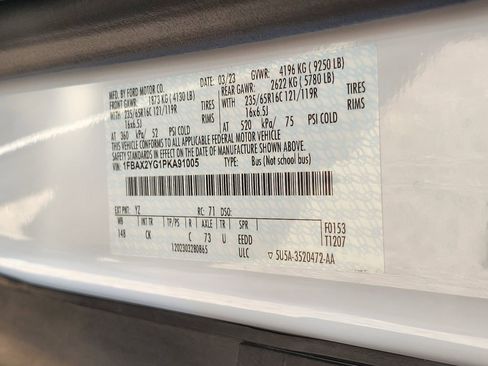 MFD. BY FORD MOTOR CO.
DATE: 03/23 GVWR: 4196 KG ( 9250 LB)
FRONT GAWR: 1873 KG ( 4130 LB) REAR GAWR: 2622 KG ( 5780 LB)
WITH 235/65R16C 121/119R TIRES WITH 235/65R16C 121/119R TIRES
16x6.5J RIMS 16x6.5J RIMS
AT 360 kPa/ 52 PSI COLD AT 520 kPa/ 75 PSI COLD
THIS VEHICLE CONFORMS TO ALL APPLICABLE FEDERAL MOTOR VEHICLE
SAFETY STANDARDS IN EFFECT ON THE DATE OF MANUFACTURE SHOWN ABOVE.
VIN: 1FBAX2YG1PKA91005 TYPE: Bus (Not school bus)
EXT PNT: YZ RC: 71 DSO:
WB INT TR TP/PS R AXLE TR SPR F0153
148 CK C 73 U EEDD T1207
1202303280865 ULC ▽ 5U5A-3520472-AA